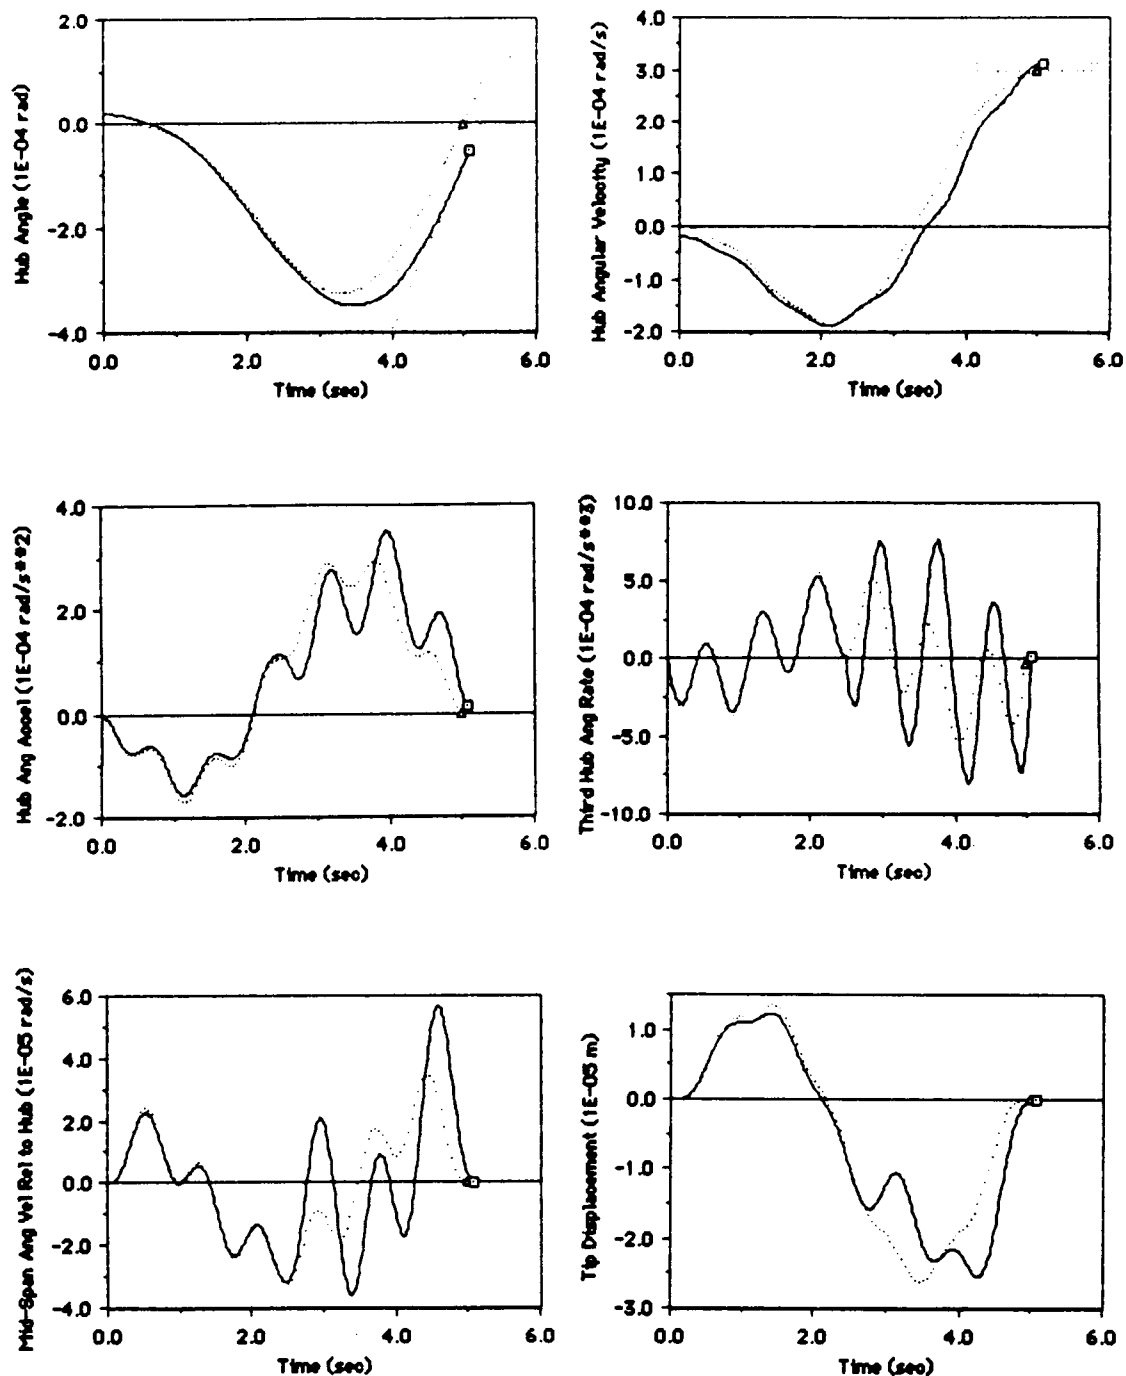 2.0
0.0
-2.0
-4.0
Hub Angle (1E-04 rad)
0.0 2.0 4.0 6.0
Time (sec)
4.0
3.0
2.0
1.0
0.0
-1.0
-2.0
Hub Angular Velocity (1E-04 rad/s)
0.0 2.0 4.0 6.0
Time (sec)
4.0
2.0
0.0
-2.0
Hub Ang Accel (1E-04 rad/s**2)
0.0 2.0 4.0 6.0
Time (sec)
10.0
5.0
0.0
-5.0
-10.0
Third Hub Ang Rate (1E-04 rad/s**3)
0.0 2.0 4.0 6.0
Time (sec)
6.0
4.0
2.0
0.0
-2.0
-4.0
Mid-Span Ang Vel Rel to Hub (1E-05 rad/s)
0.0 2.0 4.0 6.0
Time (sec)
1.0
0.0
-1.0
-2.0
-3.0
Tip Displacement (1E-05 m)
0.0 2.0 4.0 6.0
Time (sec)